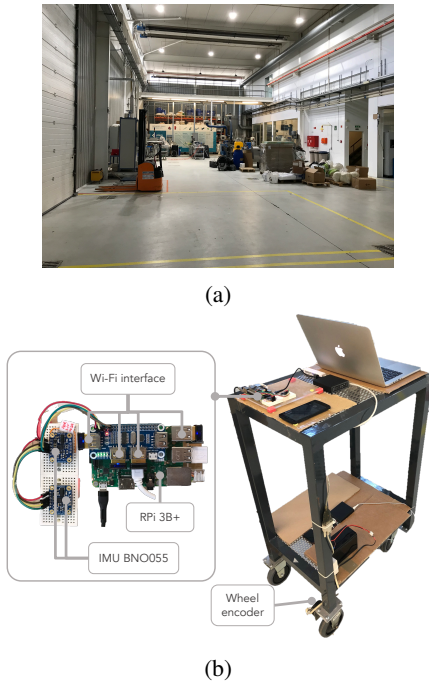 (a)
Wi-Fi interface
RPi 3B+
IMU BNO055
Wheel
encoder
(b)